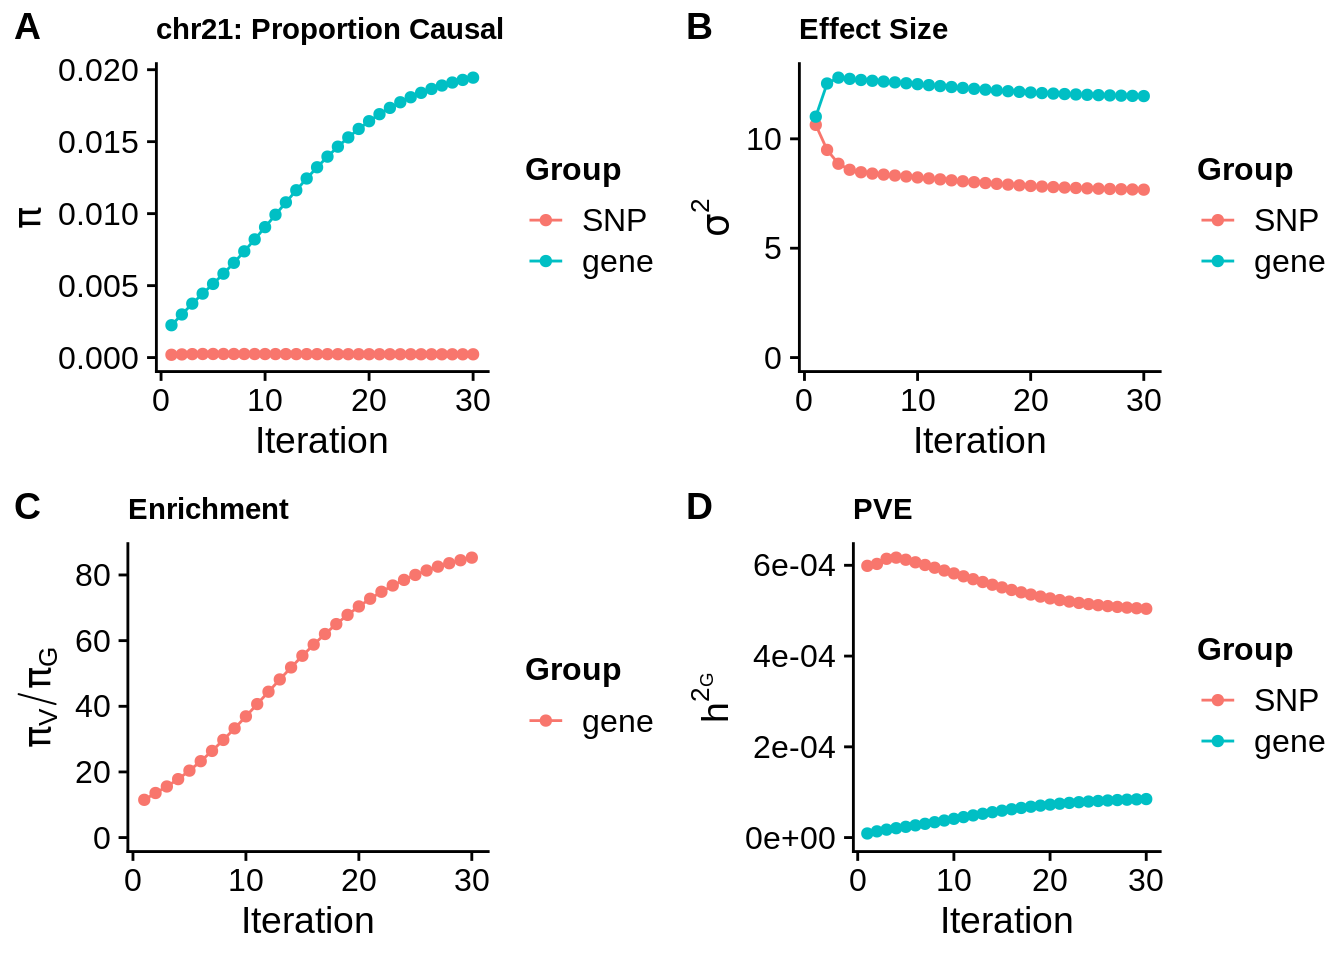 A
chr21: Proportion Causal
0.020
0.015
0.010
0.005
0.000
π
0 10 20 30
Iteration
Group
SNP
gene
B
Effect Size
10
5
0
σ²
0 10 20 30
Iteration
Group
SNP
gene
C
Enrichment
80
60
40
20
0
πV/πG
0 10 20 30
Iteration
Group
gene
D
PVE
6e-04
4e-04
2e-04
0e+00
h²G
0 10 20 30
Iteration
Group
SNP
gene